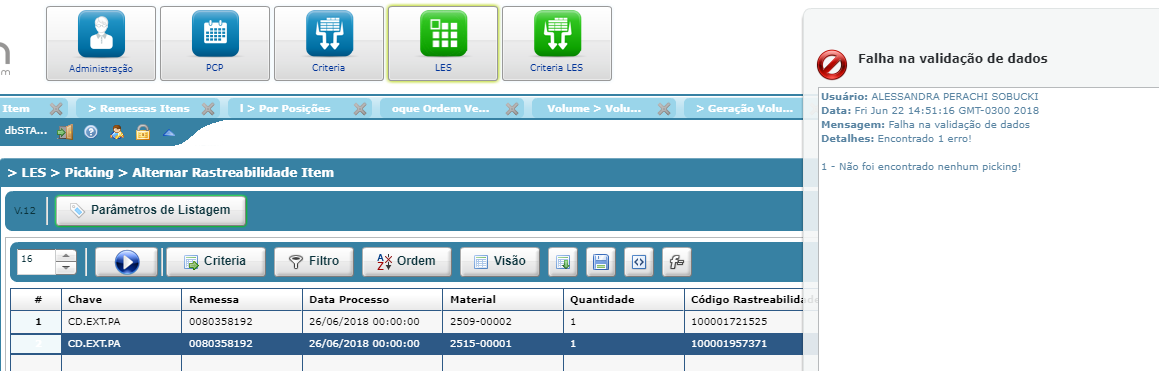 Administração
PCP
Criteria
LES
Criteria LES
Item
> Remessas Itens
l > Por Posições
oque Ordem Ve...
Volume > Volu...
> Geração Volu...
dbSTA...
> LES > Picking > Alternar Rastreabilidade Item
V.12
Parâmetros de Listagem
16
Criteria
Filtro
Ordem
Visão
# Chave Remessa Data Processo Material Quantidade Código Rastreabilidade
1 CD.EXT.PA 0080358192 26/06/2018 00:00:00 2509-00002 1 100001721525
2 CD.EXT.PA 0080358192 26/06/2018 00:00:00 2515-00001 1 100001957371
Falha na validação de dados
Usuário: ALESSANDRA PERACHI SOBUCKI
Data: Fri Jun 22 14:51:16 GMT-0300 2018
Mensagem: Falha na validação de dados
Detalhes: Encontrado 1 erro!
1 - Não foi encontrado nenhum picking!